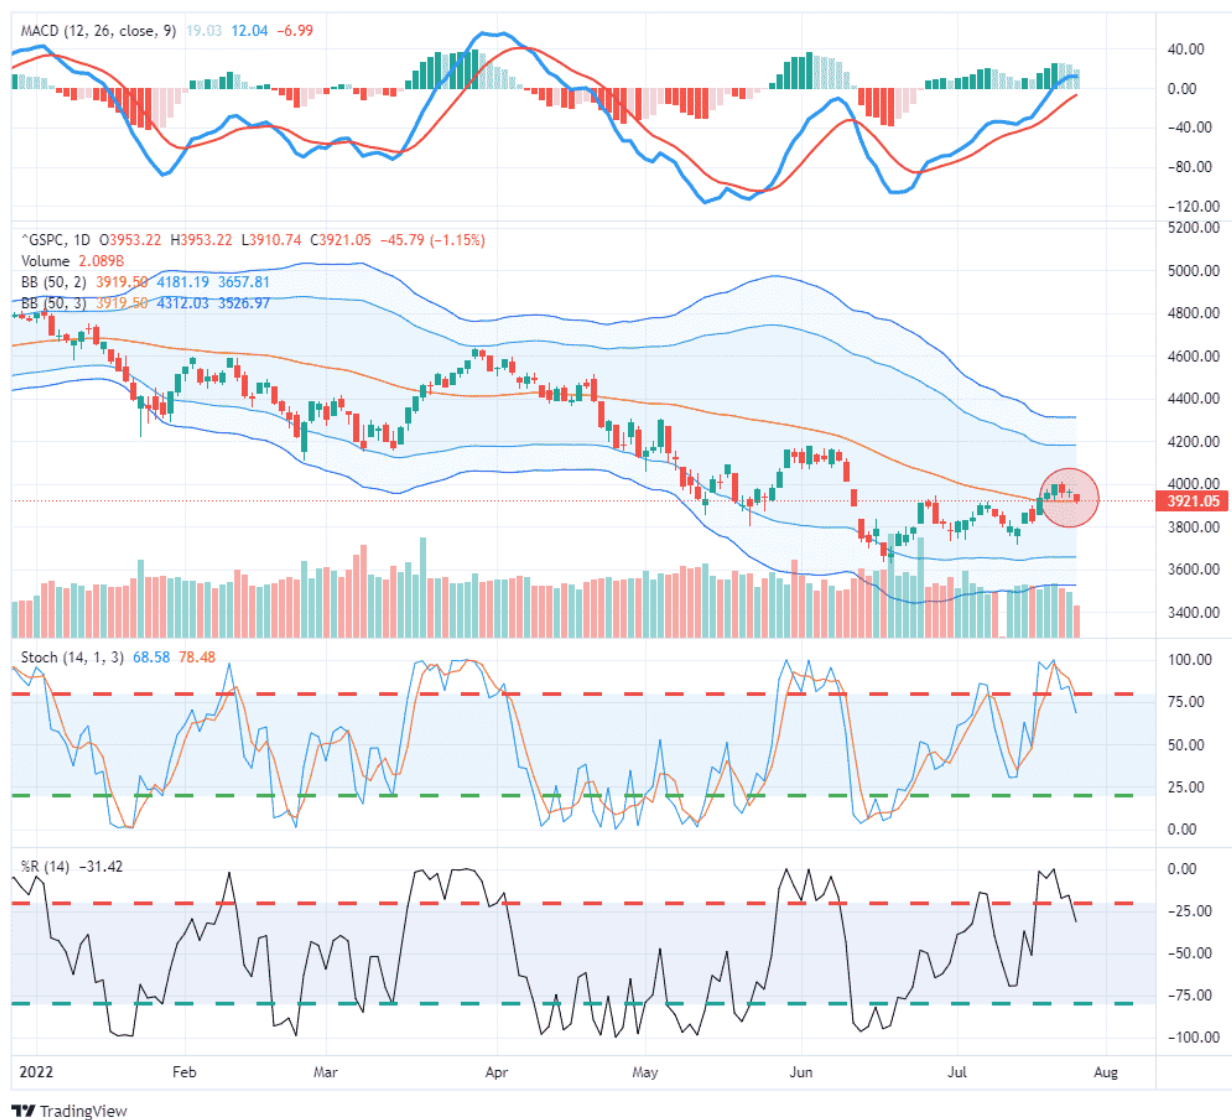 MACD (12, 26, close, 9) 19.03 12.04 −6.99
40.00
0.00
−40.00
−80.00
−120.00
^GSPC, 1D O3953.22 H3953.22 L3910.74 C3921.05 −45.79 (−1.15%)
Volume 2.089B
BB (50, 2) 3919.50 4181.19 3657.81
BB (50, 3) 3919.50 4312.03 3526.97
5200.00
5000.00
4800.00
4600.00
4400.00
4200.00
4000.00
3921.05
3800.00
3600.00
3400.00
Stoch (14, 1, 3) 68.58 78.48
100.00
75.00
50.00
25.00
0.00
%R (14) −31.42
0.00
−25.00
−50.00
−75.00
−100.00
2022 Feb Mar Apr May Jun Jul Aug
TradingView